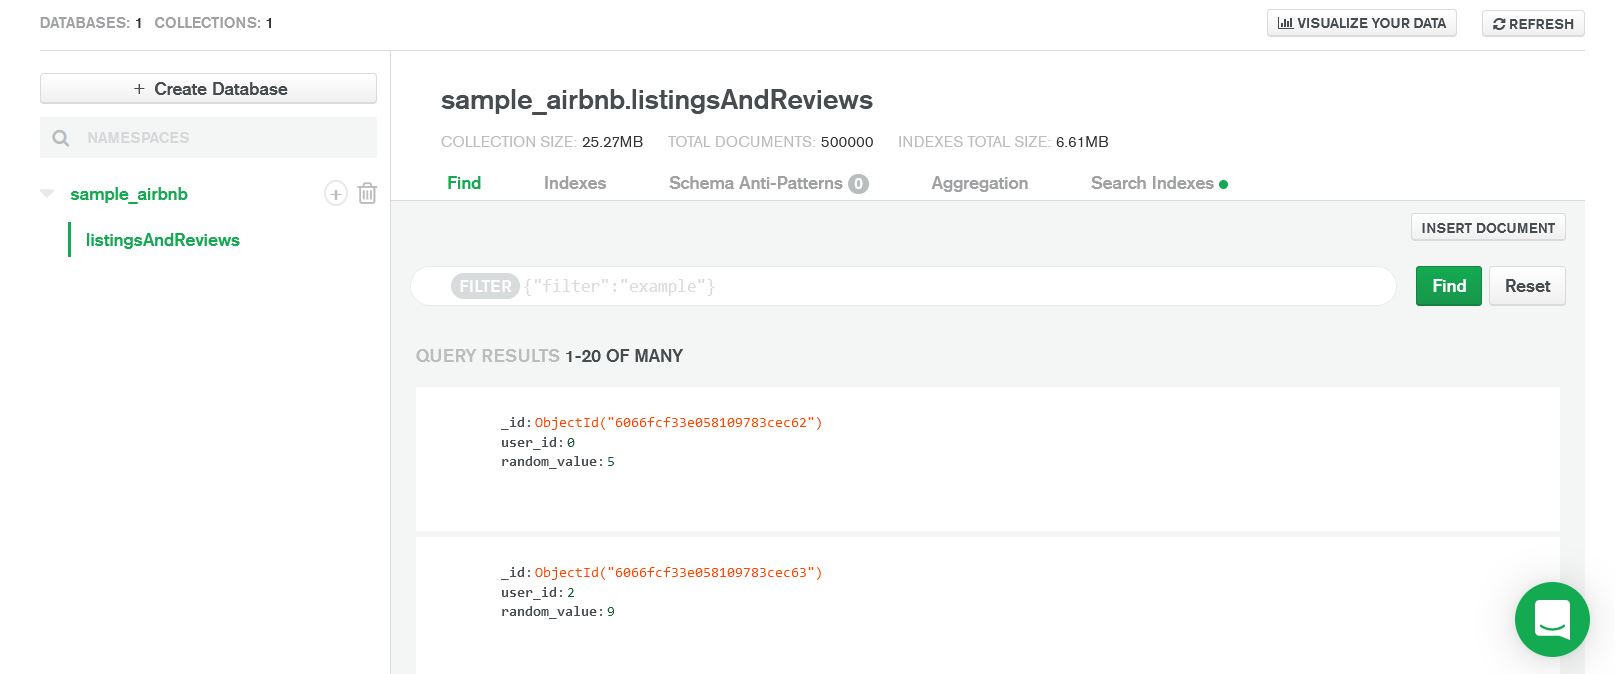 DATABASES: 1 COLLECTIONS: 1
VISUALIZE YOUR DATA
REFRESH
+ Create Database
NAMESPACES
sample_airbnb
listingsAndReviews
sample_airbnb.listingsAndReviews
COLLECTION SIZE: 25.27MB TOTAL DOCUMENTS: 500000 INDEXES TOTAL SIZE: 6.61MB
Find Indexes Schema Anti-Patterns 0 Aggregation Search Indexes
INSERT DOCUMENT
FILTER {"filter":"example"}
Find
Reset
QUERY RESULTS 1-20 OF MANY
_id:ObjectId("6066fcf33e058109783cec62")
user_id:0
random_value:5
_id:ObjectId("6066fcf33e058109783cec63")
user_id:2
random_value:9